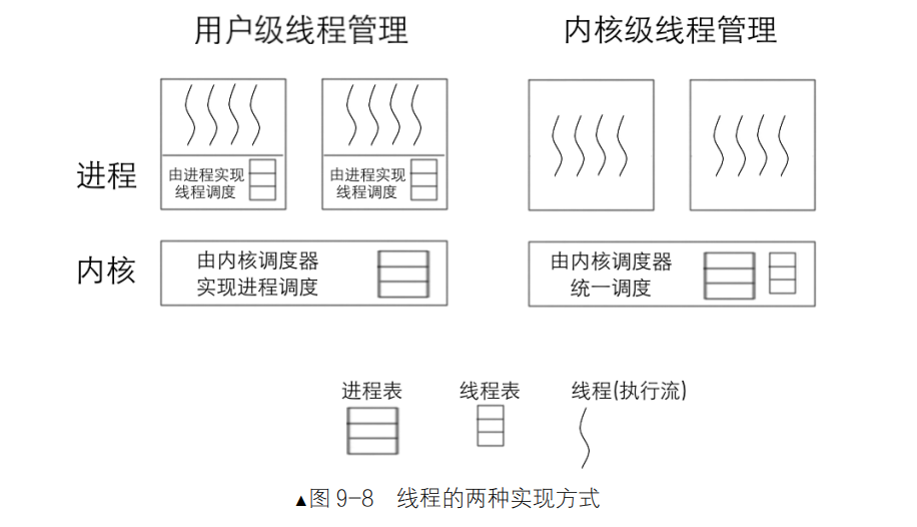 用户级线程管理
内核级线程管理
进程
由进程实现
线程调度
由进程实现
线程调度
内核
由内核调度器
实现进程调度
由内核调度器
统一调度
进程表
线程表
线程(执行流)
▲图 9-8 线程的两种实现方式